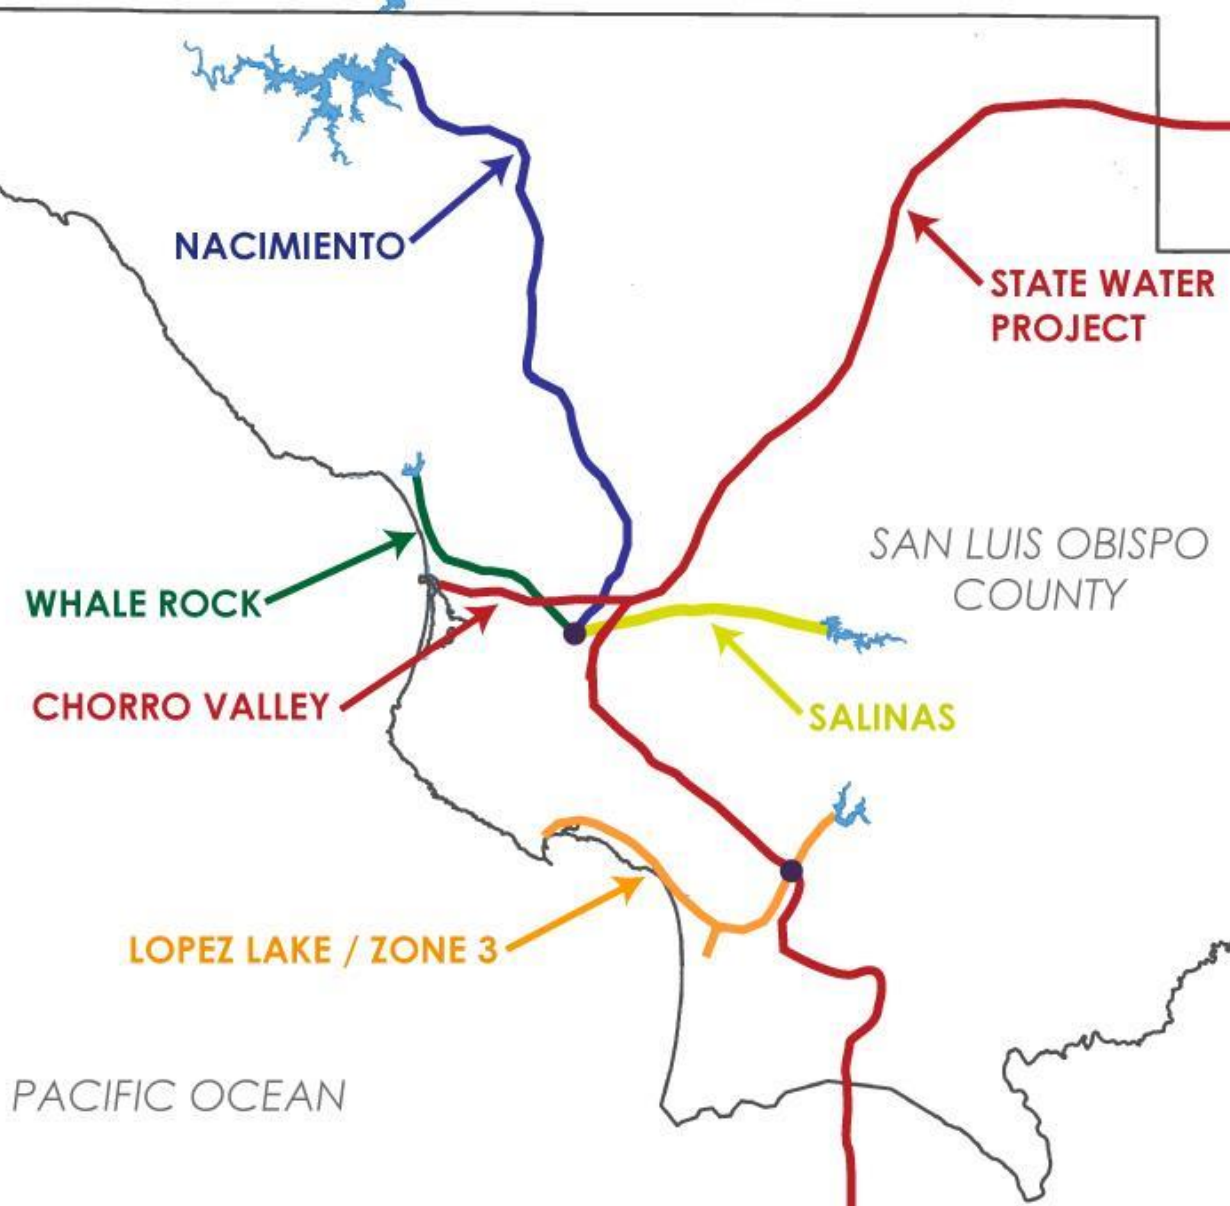 NACIMIENTO
STATE WATER
PROJECT
SAN LUIS OBISPO
COUNTY
WHALE ROCK
CHORRO VALLEY
SALINAS
LOPEZ LAKE / ZONE 3
PACIFIC OCEAN